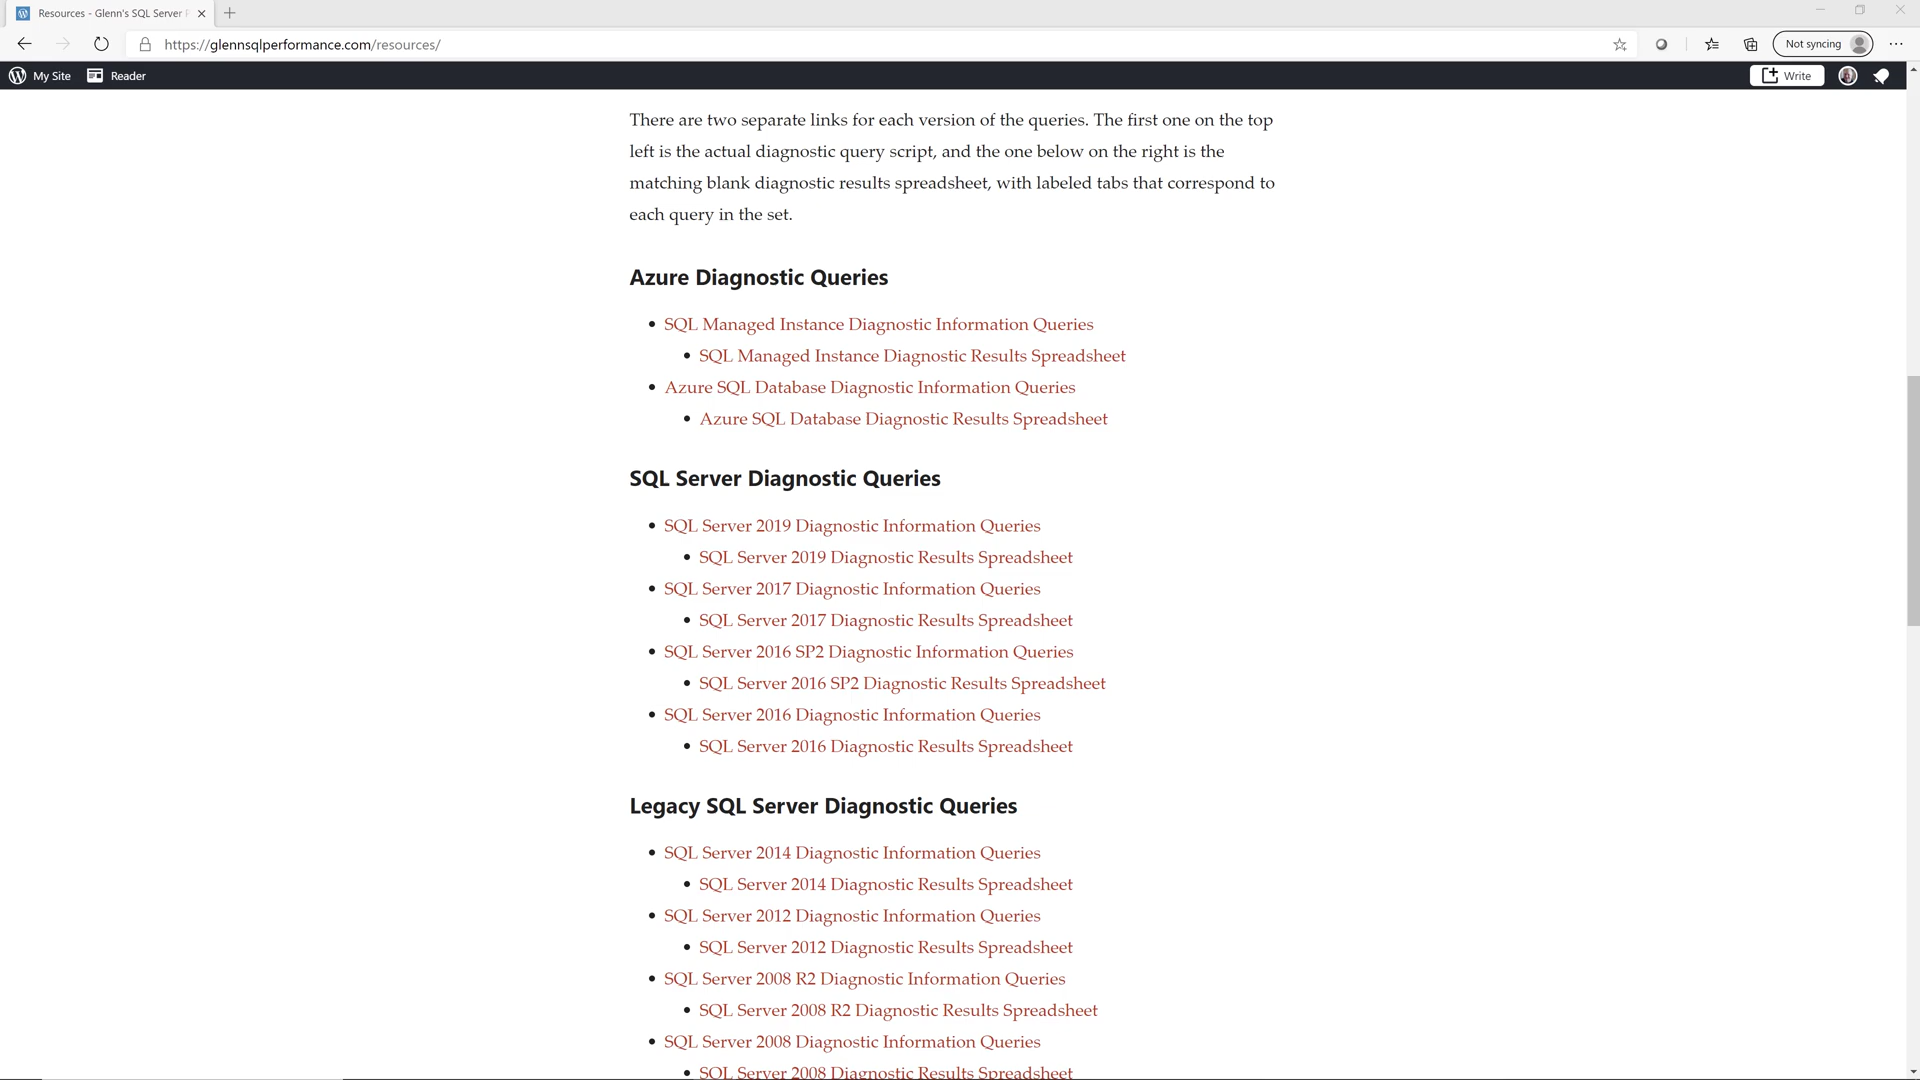 Resources - Glenn's SQL Server
https://glennsqlperformance.com/resources/
Not syncing
My Site
Reader
Write
There are two separate links for each version of the queries. The first one on the top
left is the actual diagnostic query script, and the one below on the right is the
matching blank diagnostic results spreadsheet, with labeled tabs that correspond to
each query in the set.
Azure Diagnostic Queries
SQL Managed Instance Diagnostic Information Queries
SQL Managed Instance Diagnostic Results Spreadsheet
Azure SQL Database Diagnostic Information Queries
Azure SQL Database Diagnostic Results Spreadsheet
SQL Server Diagnostic Queries
SQL Server 2019 Diagnostic Information Queries
SQL Server 2019 Diagnostic Results Spreadsheet
SQL Server 2017 Diagnostic Information Queries
SQL Server 2017 Diagnostic Results Spreadsheet
SQL Server 2016 SP2 Diagnostic Information Queries
SQL Server 2016 SP2 Diagnostic Results Spreadsheet
SQL Server 2016 Diagnostic Information Queries
SQL Server 2016 Diagnostic Results Spreadsheet
Legacy SQL Server Diagnostic Queries
SQL Server 2014 Diagnostic Information Queries
SQL Server 2014 Diagnostic Results Spreadsheet
SQL Server 2012 Diagnostic Information Queries
SQL Server 2012 Diagnostic Results Spreadsheet
SQL Server 2008 R2 Diagnostic Information Queries
SQL Server 2008 R2 Diagnostic Results Spreadsheet
SQL Server 2008 Diagnostic Information Queries
SQL Server 2008 Diagnostic Results Spreadsheet